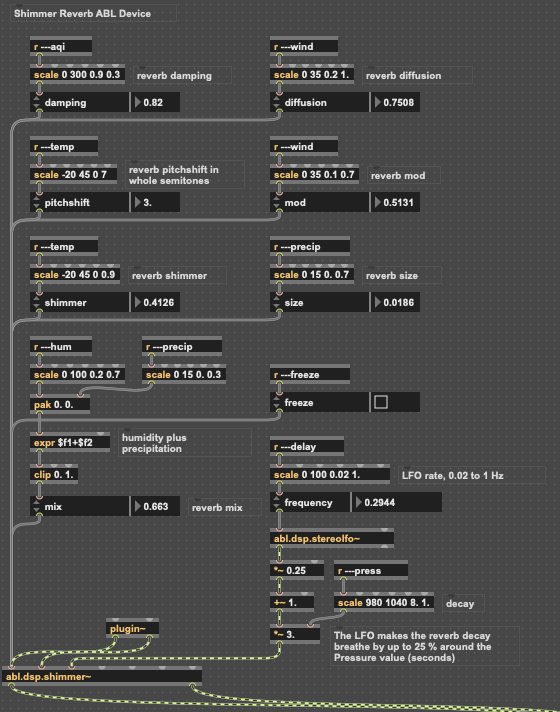 Shimmer Reverb ABL Device
r ---aqi
scale 0 300 0.9 0.3
reverb damping
damping
0.82
r ---wind
scale 0 35 0.2 1.
reverb diffusion
diffusion
0.7508
r ---temp
scale -20 45 0 7
reverb pitchshift in
whole semitones
pitchshift
3.
r ---wind
scale 0 35 0.1 0.7
reverb mod
mod
0.5131
r ---temp
scale -20 45 0 0.9
reverb shimmer
shimmer
0.4126
r ---precip
scale 0 15 0. 0.7
reverb size
size
0.0186
r ---hum
r ---precip
scale 0 100 0.2 0.7
scale 0 15 0. 0.3
pak 0. 0.
expr $f1+$f2
humidity plus
precipitation
clip 0. 1.
mix
0.663
reverb mix
r ---freeze
freeze
r ---delay
scale 0 100 0.02 1.
LFO rate, 0.02 to 1 Hz
frequency
0.2944
abl.dsp.stereolfo~
*~ 0.25
r ---press
+~ 1.
scale 980 1040 8. 1.
decay
*~ 3.
The LFO makes the reverb decay
breathe by up to 25 % around the
Pressure value (seconds)
plugin~
abl.dsp.shimmer~